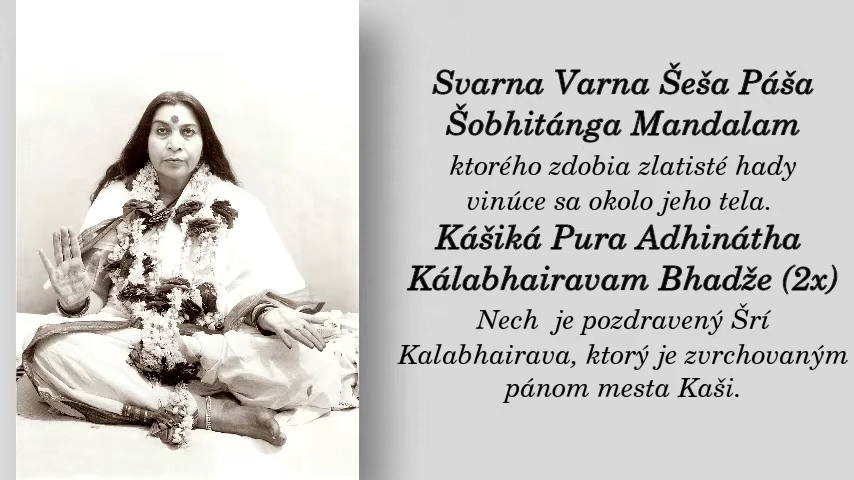 Svarna Varna Šeša Páša
Šobhitánga Mandalam
ktorého zdobia zlatisté hady
vinúce sa okolo jeho tela.
Kášiká Pura Adhinátha
Kálabhairavam Bhadže (2x)
Nech je pozdravený Šrí
Kalabhairava, ktorý je zvrchovaným
pánom mesta Kaši.